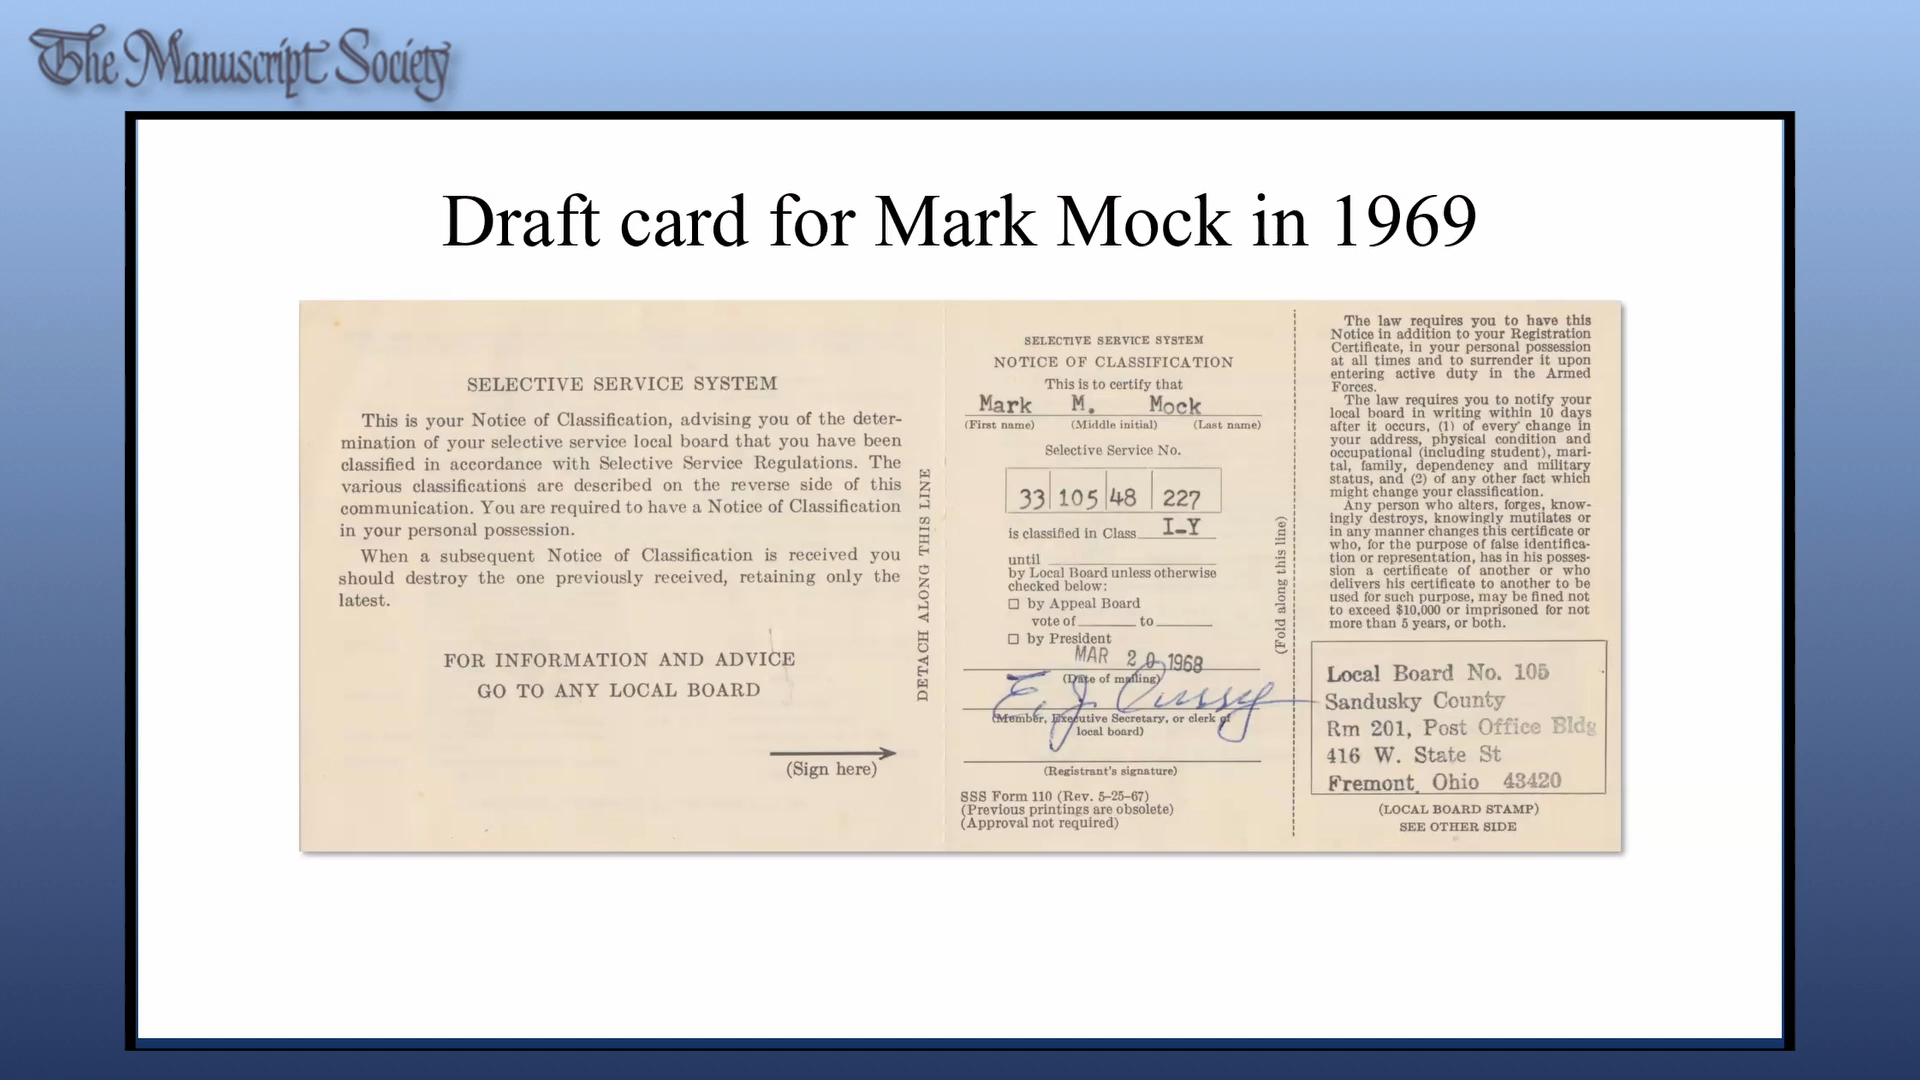 The Manuscript Society
Draft card for Mark Mock in 1969
SELECTIVE SERVICE SYSTEM
This is your Notice of Classification, advising you of the deter-
mination of your selective service local board that you have been
classified in accordance with Selective Service Regulations. The
various classifications are described on the reverse side of this
communication. You are required to have a Notice of Classification
in your personal possession.
When a subsequent Notice of Classification is received you
should destroy the one previously received, retaining only the
latest.
FOR INFORMATION AND ADVICE
GO TO ANY LOCAL BOARD
(Sign here)
DETACH ALONG THIS LINE
SELECTIVE SERVICE SYSTEM
NOTICE OF CLASSIFICATION
This is to certify that
Mark M. Mock
(First name) (Middle initial) (Last name)
Selective Service No.
33 105 48 227
is classified in Class I-Y
until
by Local Board unless otherwise
checked below:
by Appeal Board
vote of to
by President
MAR 20 1968
(Date of mailing)
E. J.
(Member, Executive Secretary, or clerk of
local board)
(Registrant's signature)
SSS Form 110 (Rev. 5-25-67)
(Previous printings are obsolete)
(Approval not required)
(Fold along this line)
The law requires you to have this
Notice in addition to your Registration
Certificate, in your personal possession
at all times and to surrender it upon
entering active duty in the Armed
Forces.
The law requires you to notify your
local board in writing within 10 days
after it occurs, (1) of every change in
your address, physical condition and
occupational (including student), mari-
tal, family, dependency and military
status, and (2) of any other fact which
might change your classification.
Any person who alters, forges, know-
ingly destroys, knowingly mutilates or
in any manner changes this certificate or
who, for the purpose of false identifica-
tion or representation, has in his posses-
sion a certificate of another or who
delivers his certificate to another to be
used for such purpose, may be fined not
to exceed $10,000 or imprisoned for not
more than 5 years, or both.
Local Board No. 105
Sandusky County
Rm 201, Post Office Bldg
416 W. State St
Fremont, Ohio 43420
(LOCAL BOARD STAMP)
SEE OTHER SIDE